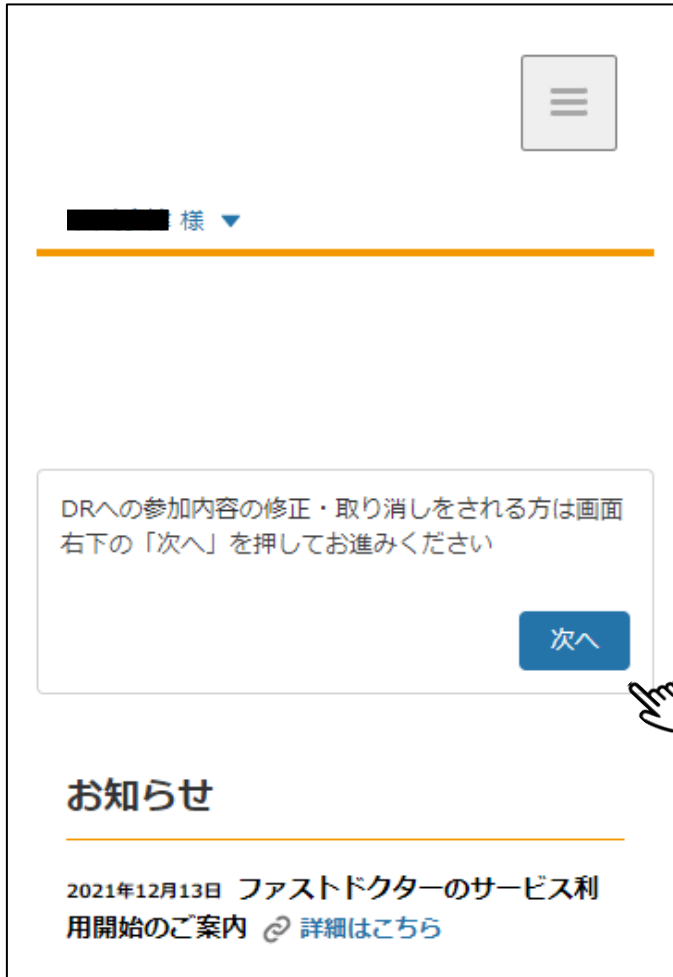 様
DRへの参加内容の修正・取り消しをされる方は画面
右下の「次へ」を押してお進みください
次へ
お知らせ
2021年12月13日 ファストドクターのサービス利
用開始のご案内 詳細はこちら